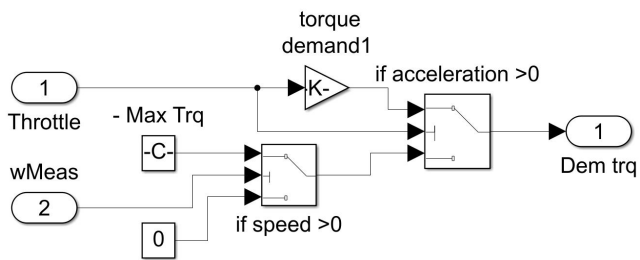 torque
demand1
-K-
if acceleration >0
1
Throttle
- Max Trq
-C-
1
Dem trq
wMeas
2
0
if speed >0